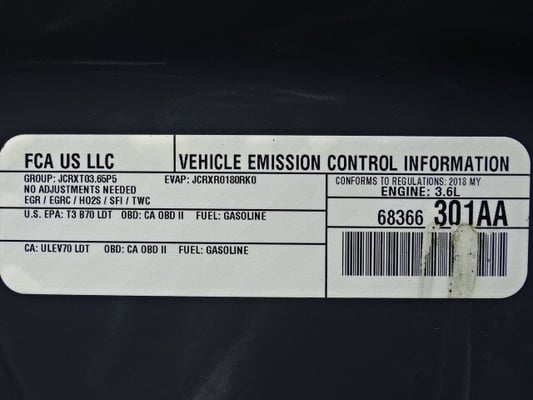 FCA US LLC
VEHICLE EMISSION CONTROL INFORMATION
GROUP: JCRXT03.65P5 EVAP: JCRXR0180RK0
NO ADJUSTMENTS NEEDED
EGR / EGRC / HO2S / SFI / TWC
CONFORMS TO REGULATIONS: 2018 MY
ENGINE: 3.6L
U.S. EPA: T3 B70 LDT OBD: CA OBD II FUEL: GASOLINE
68366 301AA
CA: ULEV70 LDT OBD: CA OBD II FUEL: GASOLINE